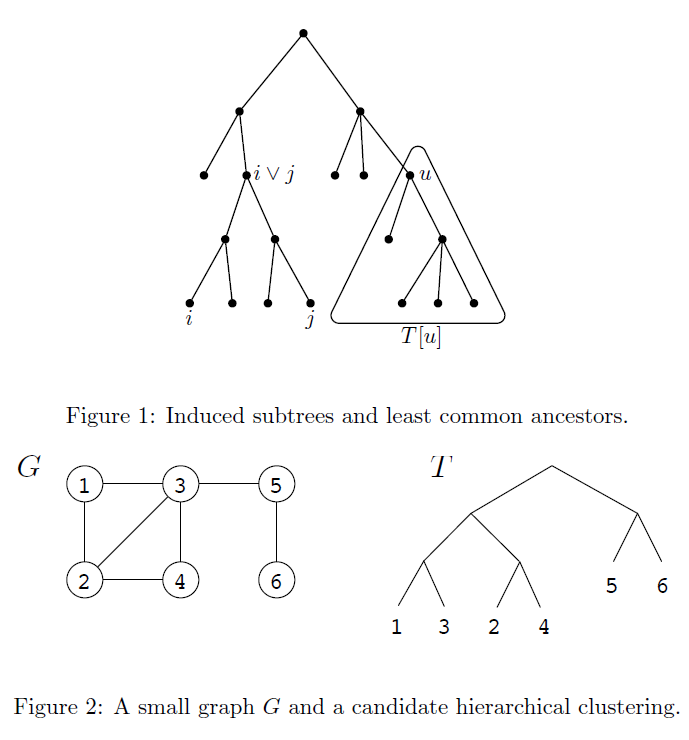 i ∨ j
u
i
j
T[u]
Figure 1: Induced subtrees and least common ancestors.
G
T
1
3
5
2
4
6
5
6
1
3
2
4
Figure 2: A small graph G and a candidate hierarchical clustering.